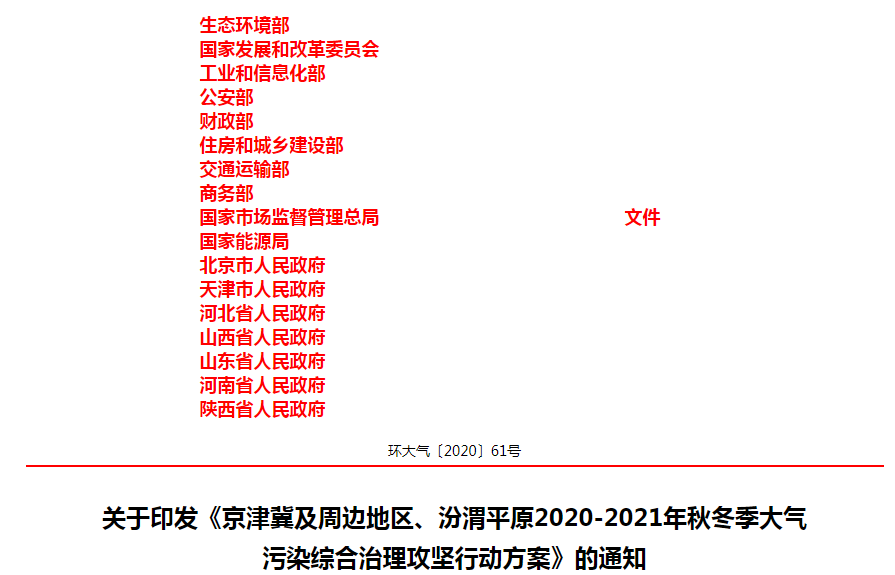 生态环境部
国家发展和改革委员会
工业和信息化部
公安部
财政部
住房和城乡建设部
交通运输部
商务部
国家市场监督管理总局 文件
国家能源局
北京市人民政府
天津市人民政府
河北省人民政府
山西省人民政府
山东省人民政府
河南省人民政府
陕西省人民政府
环大气〔2020〕61号
关于印发《京津冀及周边地区、汾渭平原2020-2021年秋冬季大气
污染综合治理攻坚行动方案》的通知